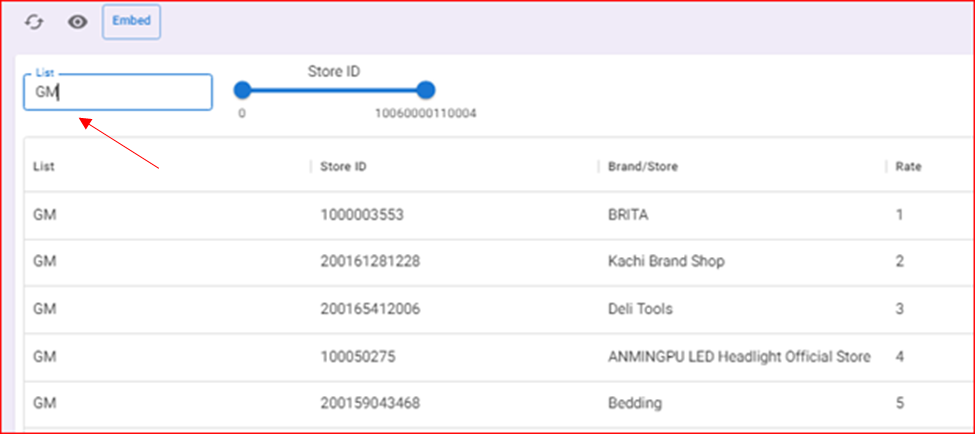 Embed
List
GM
Store ID
0 10060000110004
List Store ID Brand/Store Rate
GM 1000003553 BRITA 1
GM 200161281228 Kachi Brand Shop 2
GM 200165412006 Deli Tools 3
GM 100050275 ANMINGPU LED Headlight Official Store 4
GM 200159043468 Bedding 5